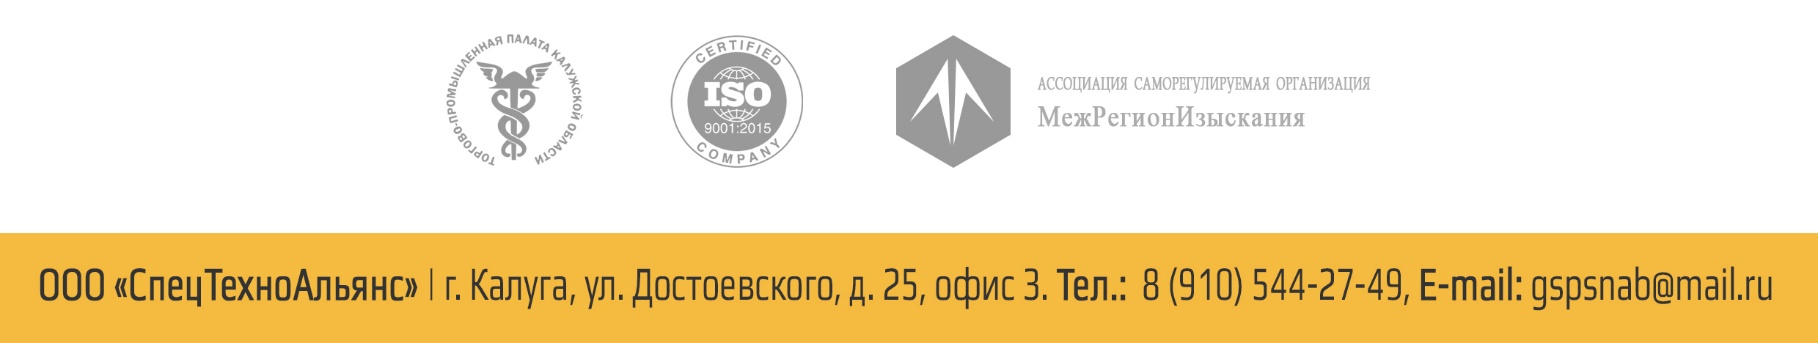 ТОРГОВО-ПРОМЫШЛЕННАЯ ПАЛАТА КАЛУЖСКОЙ ОБЛАСТИ
CERTIFIED
ISO
9001:2015
COMPANY
АССОЦИАЦИЯ САМОРЕГУЛИРУЕМАЯ ОРГАНИЗАЦИЯ
МежРегионИзыскания
ООО «СпецТехноАльянс» | г. Калуга, ул. Достоевского, д. 25, офис 3. Тел.: 8 (910) 544-27-49, E-mail: gspsnab@mail.ru